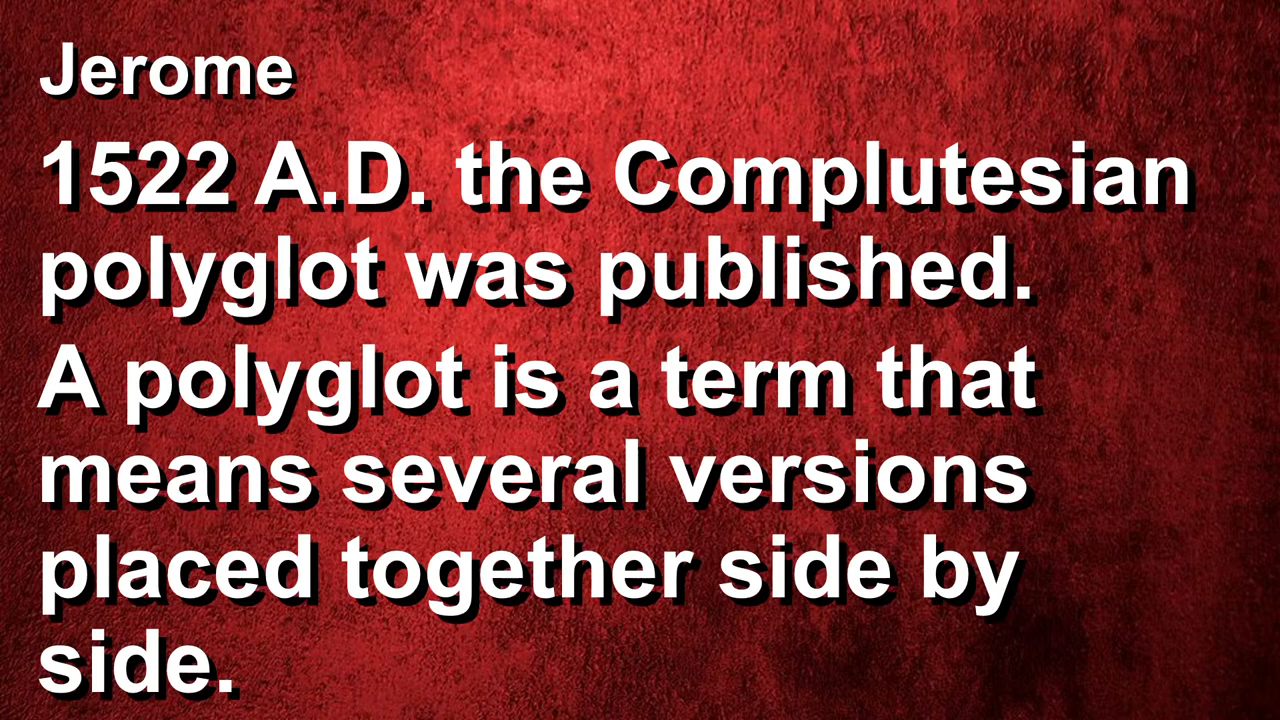 Jerome
1522 A.D. the Complutesian
polyglot was published.
A polyglot is a term that
means several versions
placed together side by
side.